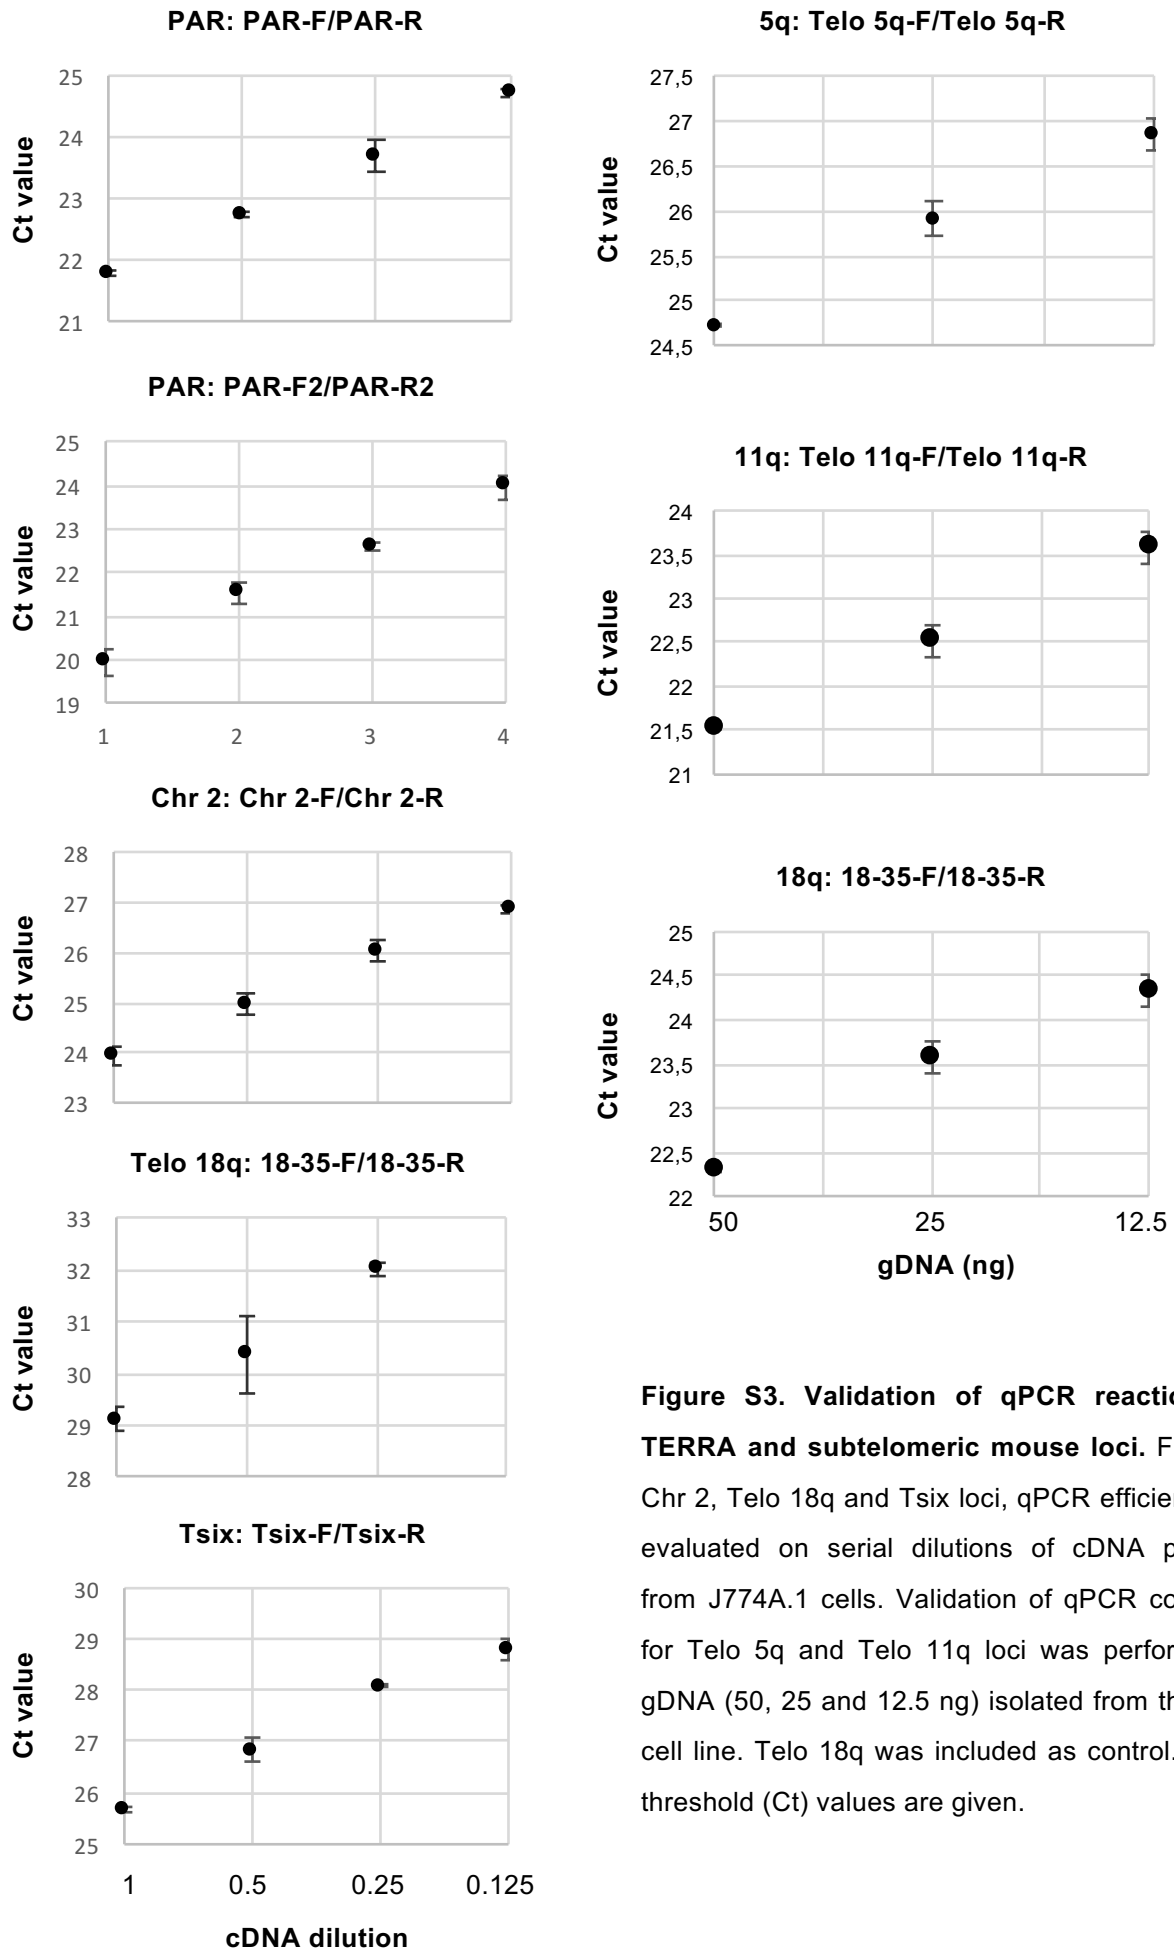 PAR: PAR-F/PAR-R
Ct value
25
24
23
22
21
PAR: PAR-F2/PAR-R2
Ct value
25
24
23
22
21
20
19
1 2 3 4
Chr 2: Chr 2-F/Chr 2-R
Ct value
28
27
26
25
24
23
Telo 18q: 18-35-F/18-35-R
Ct value
33
32
31
30
29
28
Tsix: Tsix-F/Tsix-R
Ct value
30
29
28
27
26
25
1 0.5 0.25 0.125
cDNA dilution
5q: Telo 5q-F/Telo 5q-R
Ct value
27,5
27
26,5
26
25,5
25
24,5
11q: Telo 11q-F/Telo 11q-R
Ct value
24
23,5
23
22,5
22
21,5
21
18q: 18-35-F/18-35-R
Ct value
25
24,5
24
23,5
23
22,5
22
50 25 12.5
gDNA (ng)
Figure S3. Validation of qPCR reactio
TERRA and subtelomeric mouse loci. F
Chr 2, Telo 18q and Tsix loci, qPCR efficier
evaluated on serial dilutions of cDNA p
from J774A.1 cells. Validation of qPCR co
for Telo 5q and Telo 11q loci was perfor
gDNA (50, 25 and 12.5 ng) isolated from th
cell line. Telo 18q was included as control.
threshold (Ct) values are given.